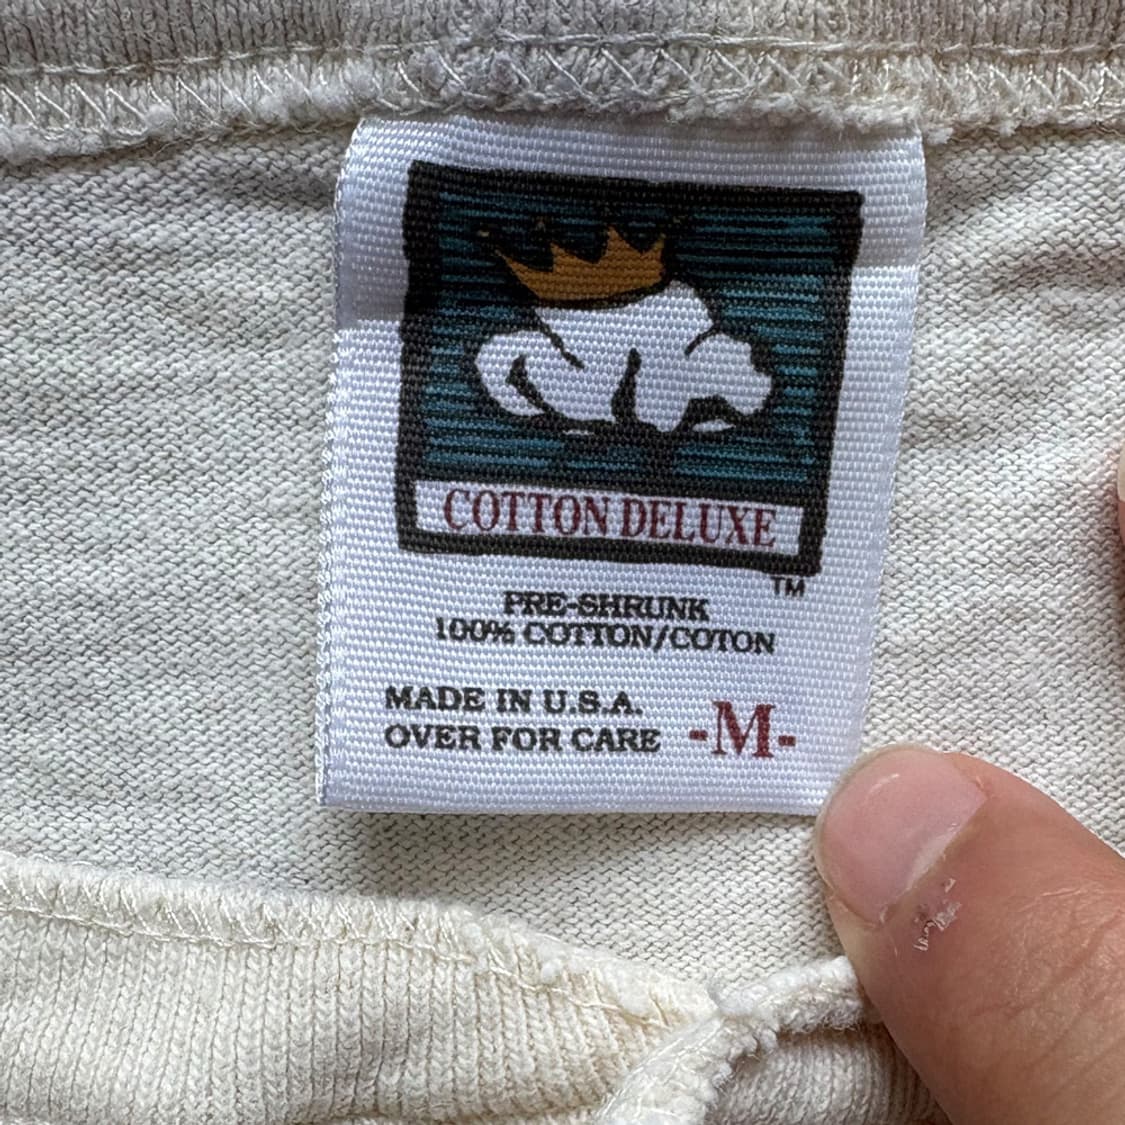 COTTON DELUXE
TM
PRE-SHRUNK
100% COTTON/COTON
MADE IN U.S.A.
OVER FOR CARE
-M-